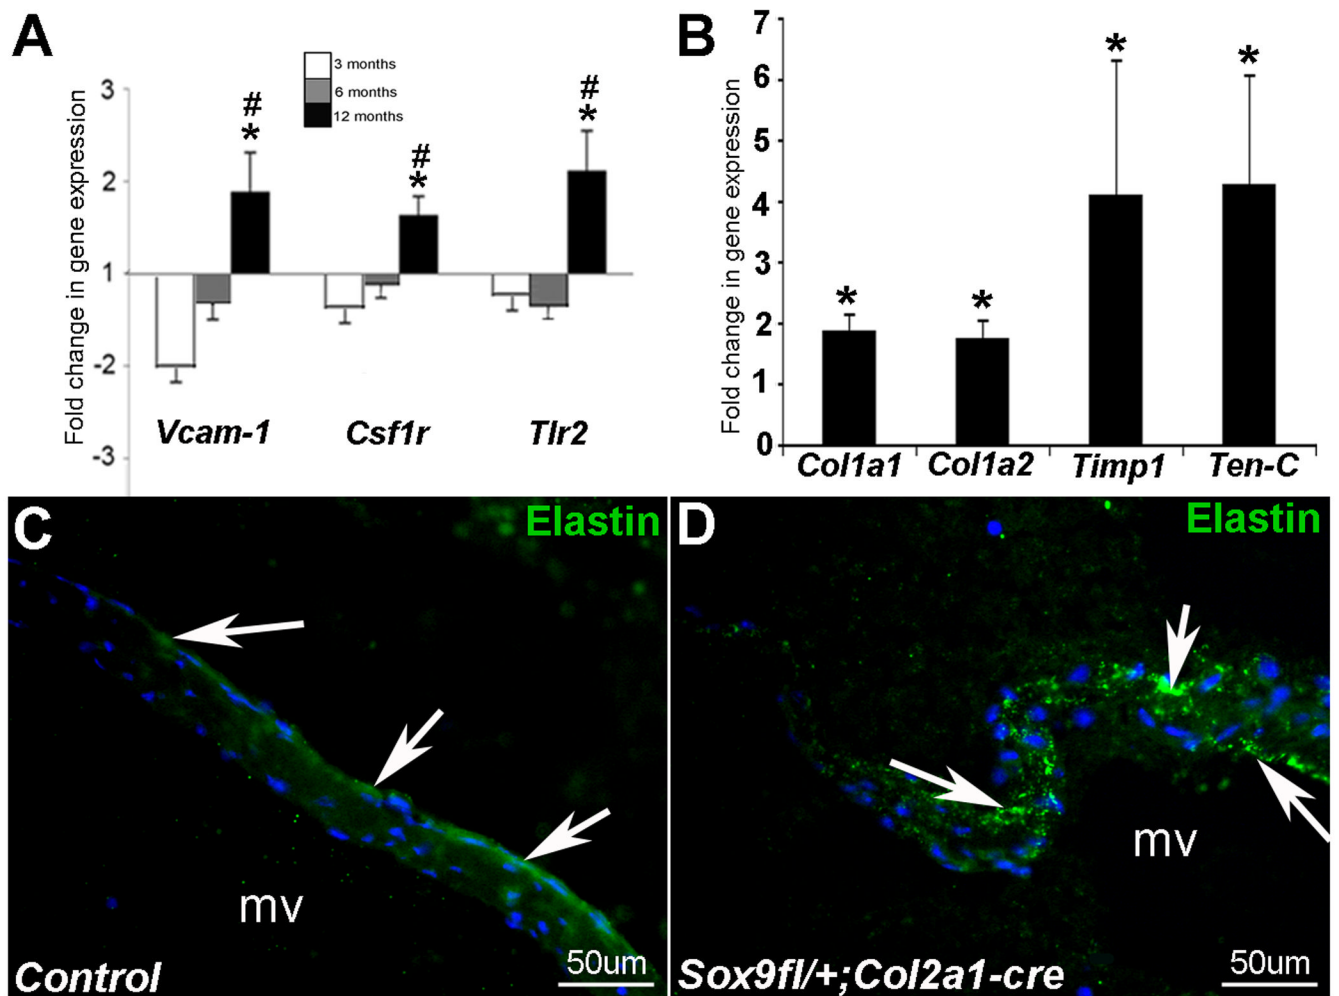 A
3 months
6 months
12 months
Fold change in gene expression
3
2
1
-2
-3
#
*
#
*
#
*
Vcam-1 Csf1r Tlr2
B
Fold change in gene expression
7
6
5
4
3
2
1
0
* * * *
Col1a1 Col1a2 Timp1 Ten-C
C
Elastin
mv
Control
50um
D
Elastin
mv
Sox9fl/+;Col2a1-cre
50um